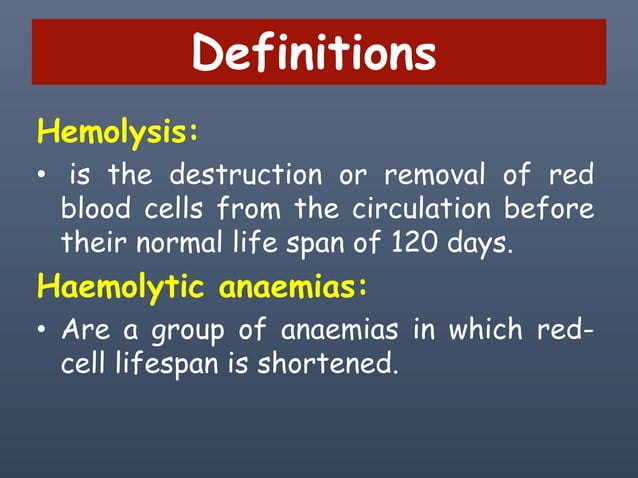 Definitions
Hemolysis:
• is the destruction or removal of red
blood cells from the circulation before
their normal life span of 120 days.
Haemolytic anaemias:
• Are a group of anaemias in which red-
cell lifespan is shortened.